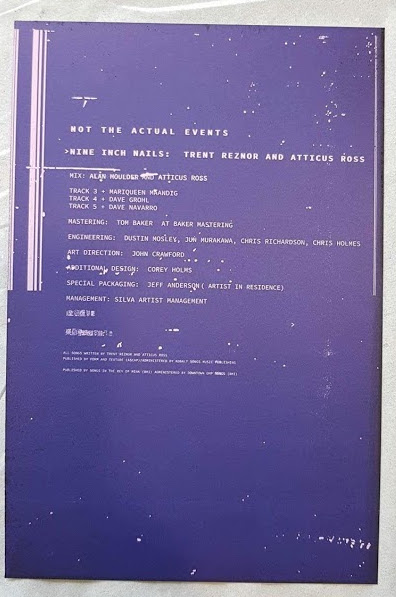 NOT THE ACTUAL EVENTS
>NINE INCH NAILS: TRENT REZNOR AND ATTICUS ROSS
MIX: ALAN MOULDER AND ATTICUS ROSS
TRACK 3 + MARIQUEEN MAANDIG
TRACK 4 + DAVE GROHL
TRACK 5 + DAVE NAVARRO
MASTERING: TOM BAKER AT BAKER MASTERING
ENGINEERING: DUSTIN MOSLEY, JUN MURAKAWA, CHRIS RICHARDSON, CHRIS HOLMES
ART DIRECTION: JOHN CRAWFORD
ADDITIONAL DESIGN: COREY HOLMS
SPECIAL PACKAGING: JEFF ANDERSON ( ARTIST IN RESIDENCE)
MANAGEMENT: SILVA ARTIST MANAGEMENT
ALL SONGS WRITTEN BY TRENT REZNOR AND ATTICUS ROSS
PUBLISHED BY FORM AND TEXTURE (ASCAP)/ADMINISTERED BY KOBALT SONGS MUSIC PUBLISHING
PUBLISHED BY SONGS IN THE KEY OF MINK (BMI) ADMINISTERED BY DOWNTOWN DMP SONGS (BMI)